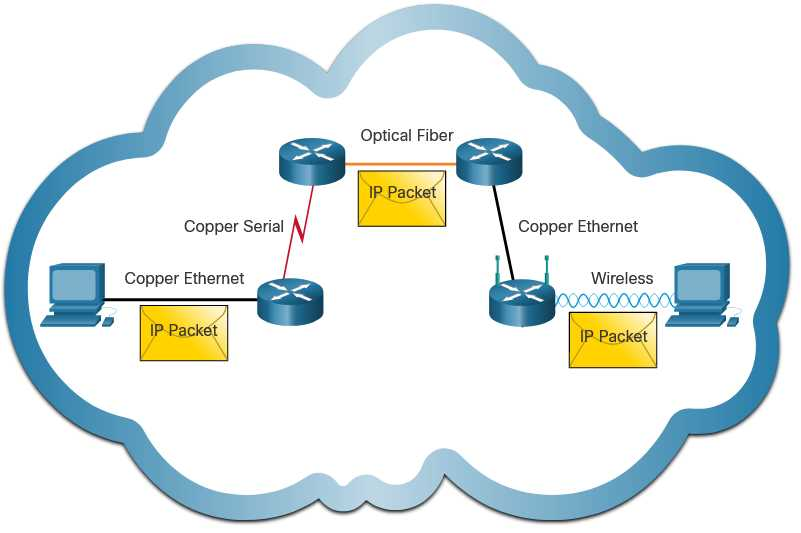 Optical Fiber
IP Packet
Copper Serial
Copper Ethernet
Copper Ethernet
Wireless
IP Packet
IP Packet